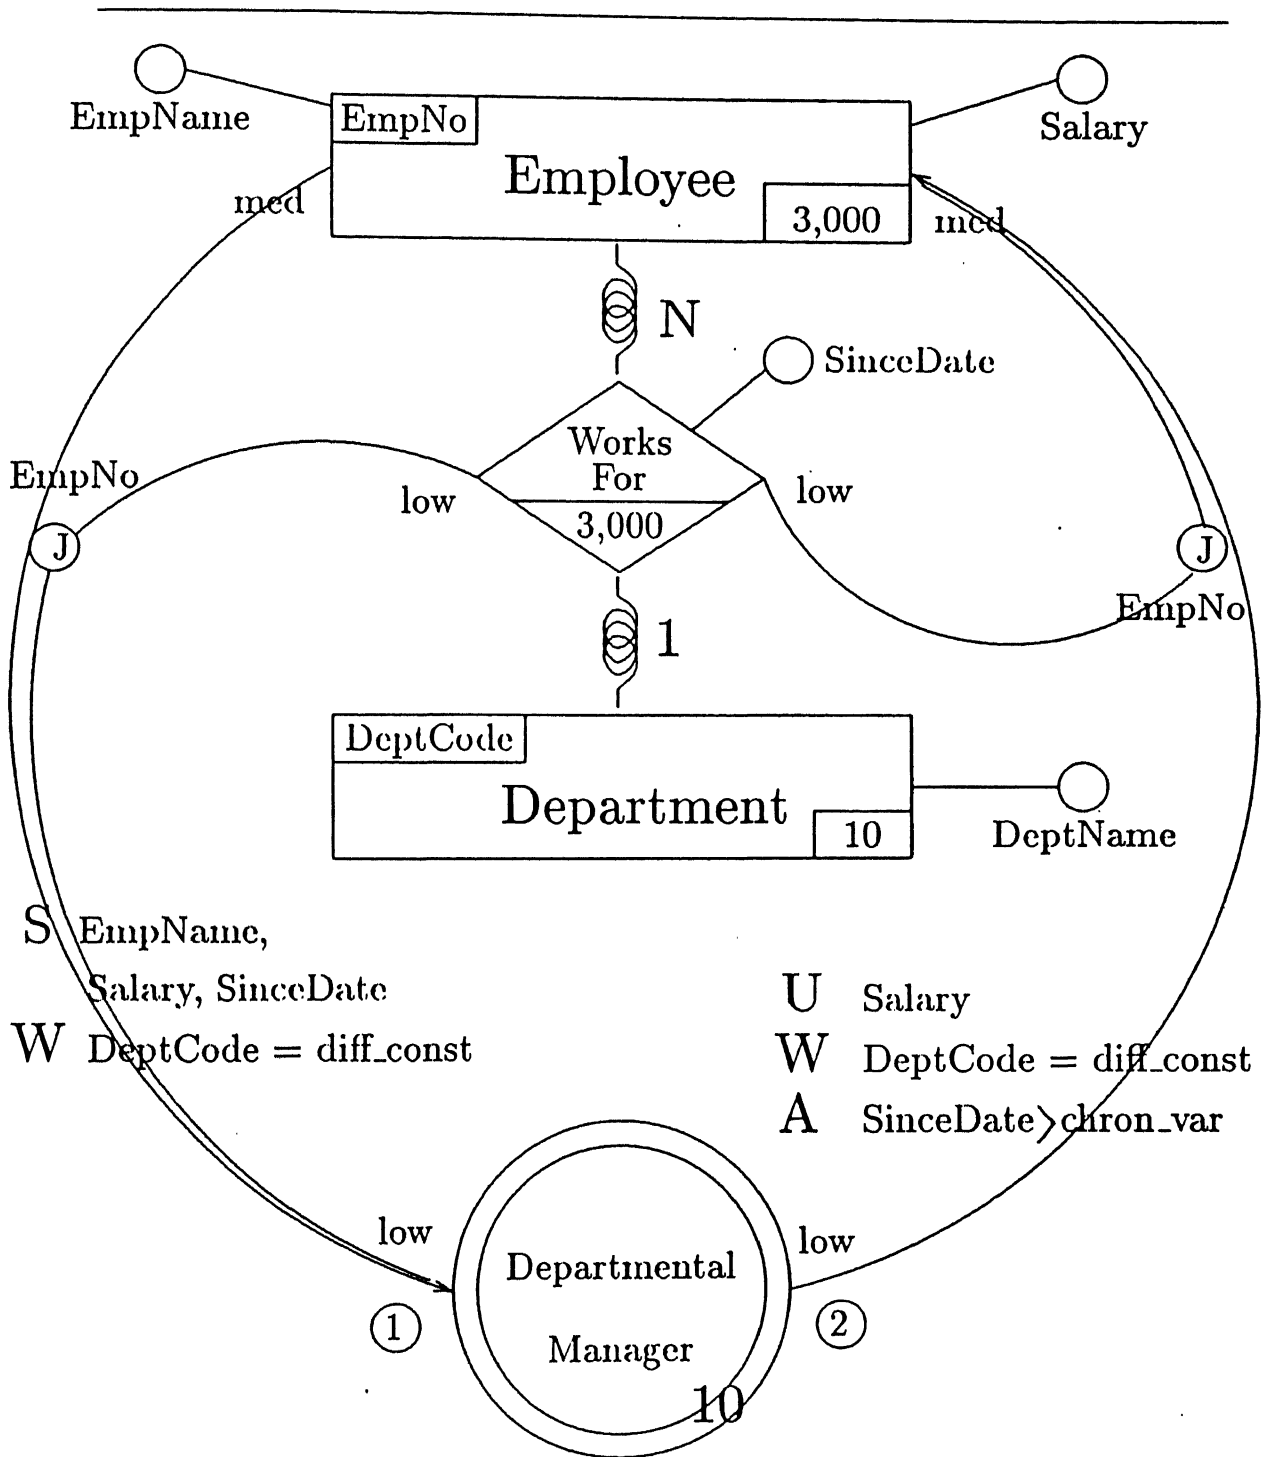 EmpName
EmpNo
Salary
Employee
3,000
med
med
N
SinceDate
Works
For
3,000
low
low
EmpNo
J
J
EmpNo
1
DeptCode
Department
10
DeptName
S EmpName,
Salary, SinceDate
W DeptCode = diff_const
U Salary
W DeptCode = diff_const
A SinceDate>chron_var
low
low
1
2
Departmental
Manager
10